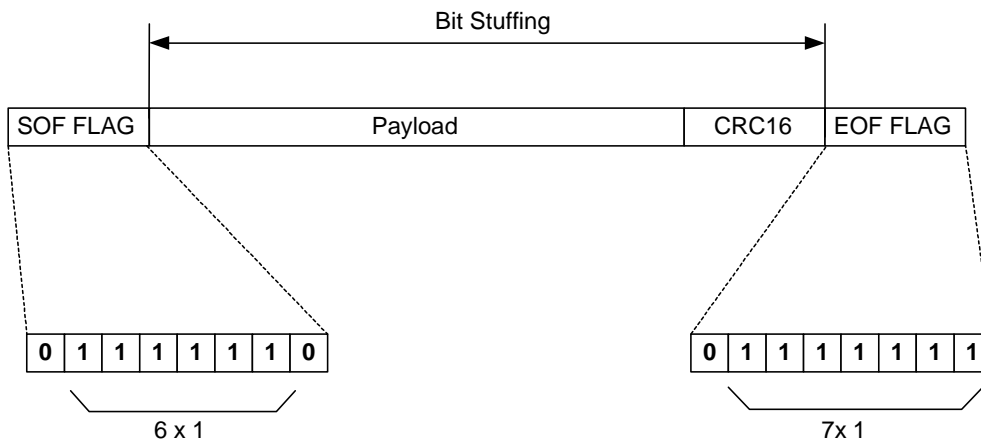 Bit Stuffing
SOF FLAG Payload CRC16 EOF FLAG
0 1 1 1 1 1 1 0 0 1 1 1 1 1 1 1
6 x 1 7x 1